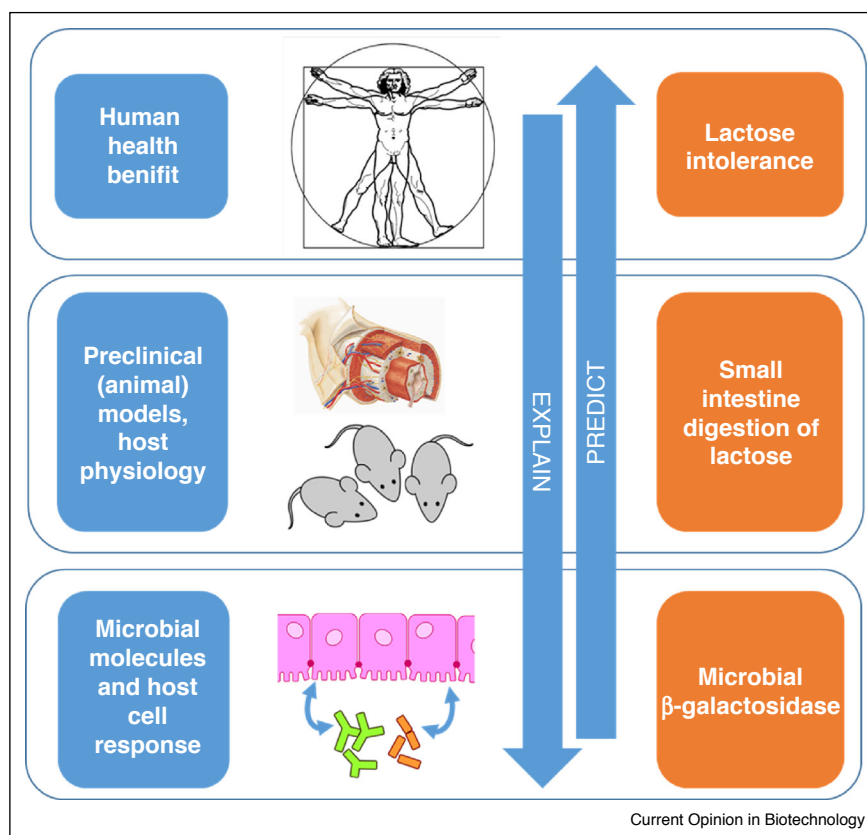 Human
health
benifit
Lactose
intolerance
Preclinical
(animal)
models,
host
physiology
EXPLAIN
PREDICT
Small
intestine
digestion of
lactose
Microbial
molecules
and host
cell
response
Microbial
β-galactosidase
Current Opinion in Biotechnology